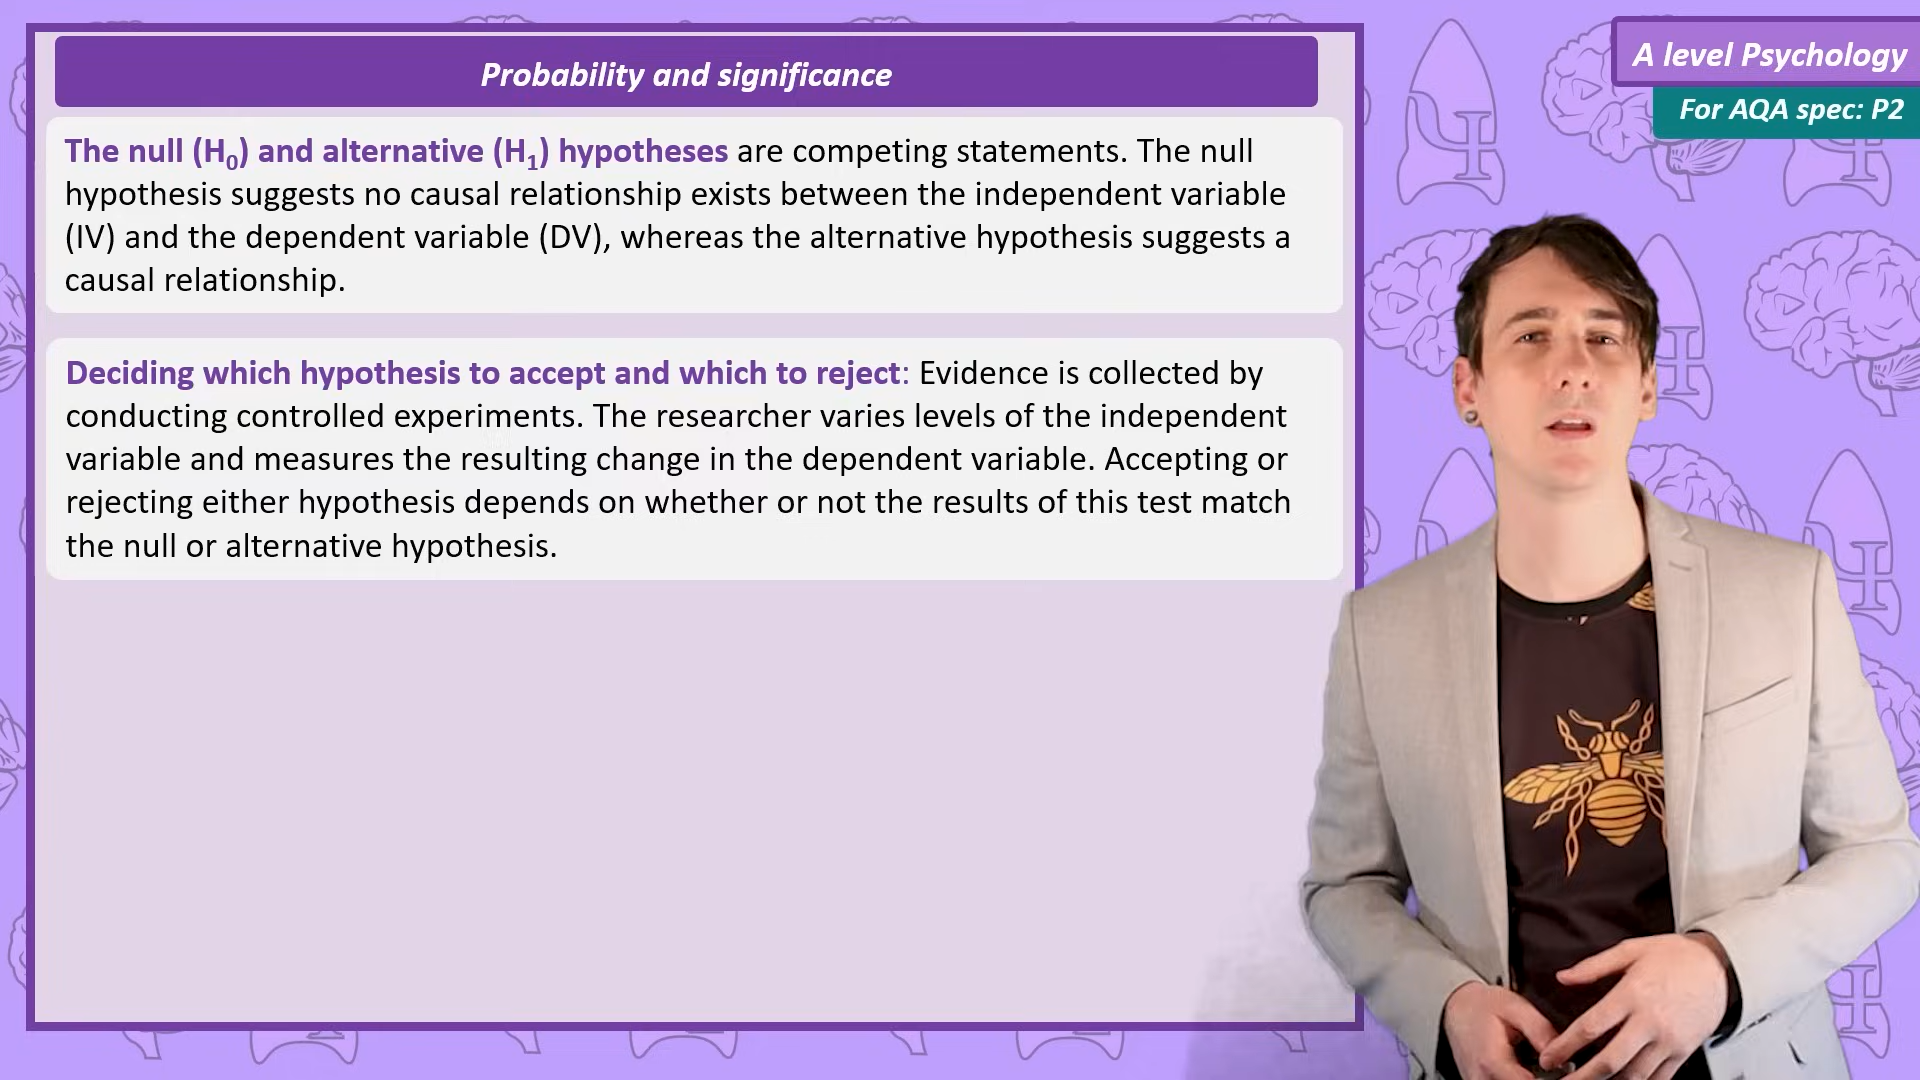 Probability and significance
A level Psychology
For AQA spec: P2
The null (H0) and alternative (H1) hypotheses are competing statements. The null
hypothesis suggests no causal relationship exists between the independent variable
(IV) and the dependent variable (DV), whereas the alternative hypothesis suggests a
causal relationship.
Deciding which hypothesis to accept and which to reject: Evidence is collected by
conducting controlled experiments. The researcher varies levels of the independent
variable and measures the resulting change in the dependent variable. Accepting or
rejecting either hypothesis depends on whether or not the results of this test match
the null or alternative hypothesis.